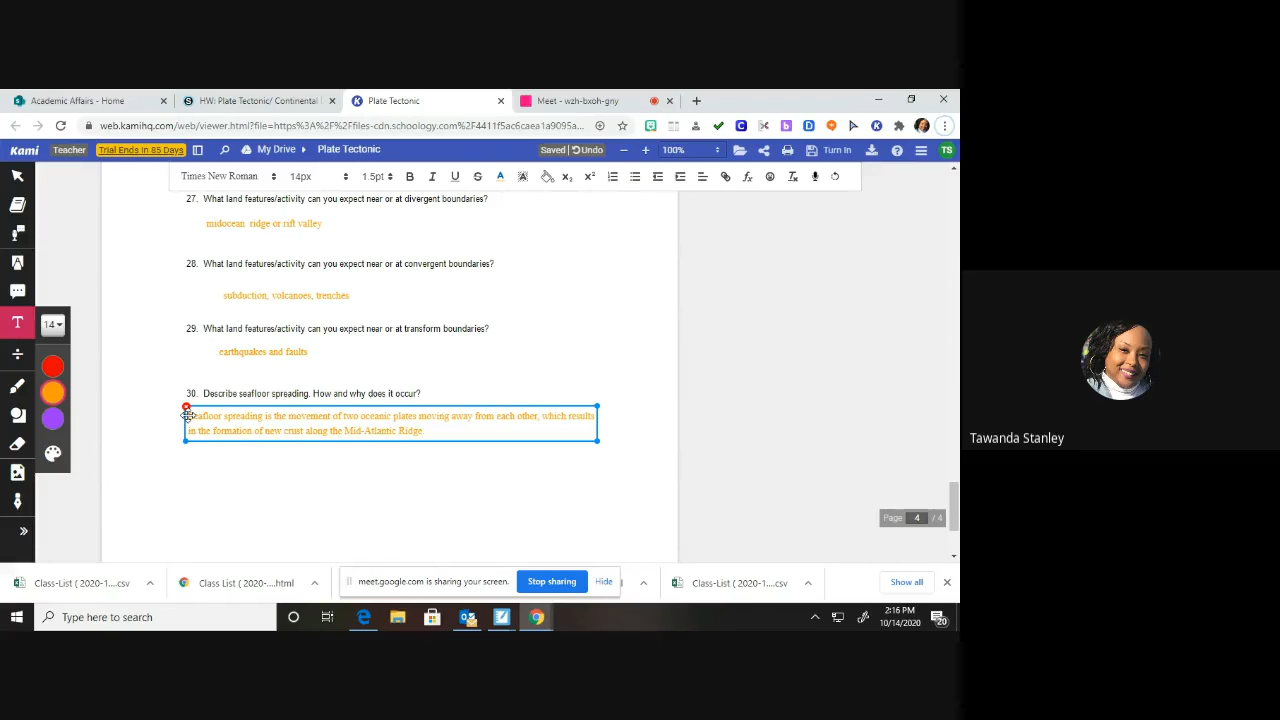 Academic Affairs - Home
HW: Plate Tectonic/ Continental
Plate Tectonic
Meet - wzh-bxoh-gny
web.kamihq.com/web/viewer.html?file=https%3A%2F%2Ffiles-cdn.schoology.com%2F4411f5ac6caea1a9095a...
Kami
Teacher
Trial Ends In 85 Days
My Drive
Plate Tectonic
Saved
Undo
100%
Turn In
TS
Times New Roman
14px
1.5pt
B I U S A
27. What land features/activity can you expect near or at divergent boundaries?
midocean ridge or rift valley
28. What land features/activity can you expect near or at convergent boundaries?
subduction, volcanoes, trenches
29. What land features/activity can you expect near or at transform boundaries?
earthquakes and faults
14
30. Describe seafloor spreading. How and why does it occur?
eafloor spreading is the movement of two oceanic plates moving away from each other, which results
in the formation of new crust along the Mid-Atlantic Ridge.
Tawanda Stanley
Page 4 / 4
Class-List ( 2020-1....csv
Class-List ( 2020-....html
meet.google.com is sharing your screen.
Stop sharing
Hide
Class-List ( 2020-1....csv
Show all
Type here to search
2:16 PM
10/14/2020
20